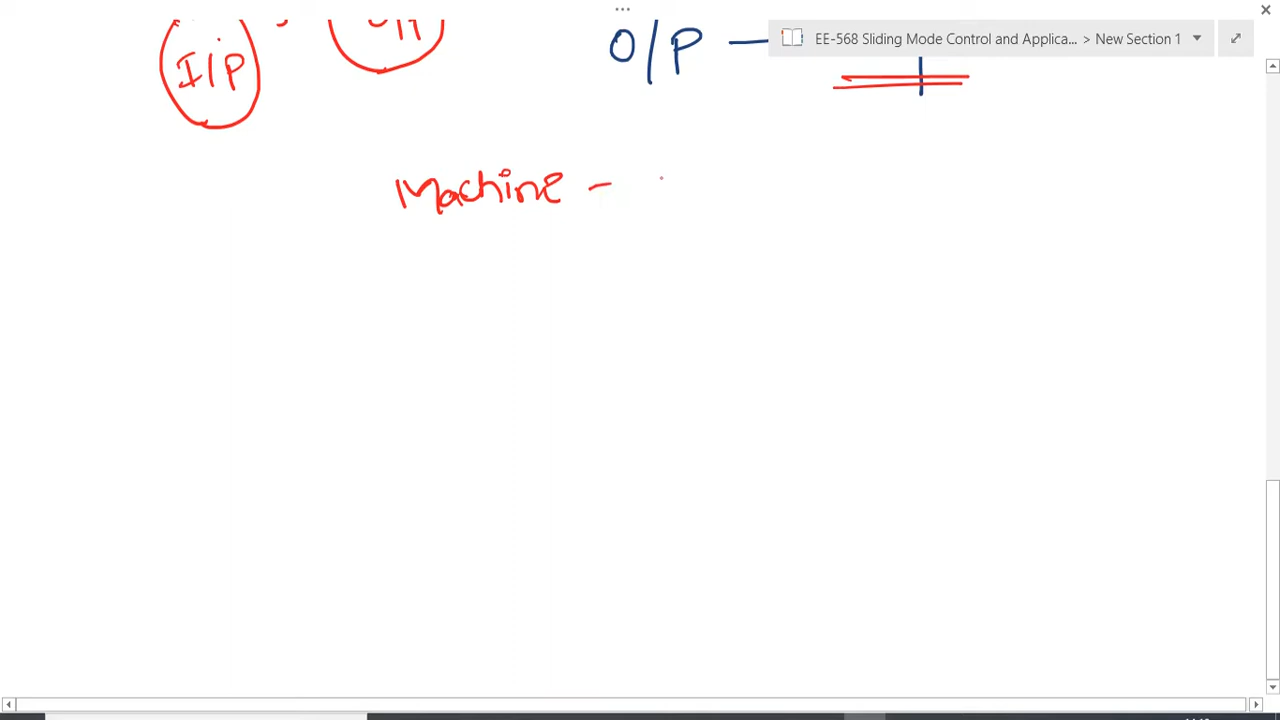 EE-568 Sliding Mode Control and Applica... > New Section 1
I/P
O/P —
Machine -